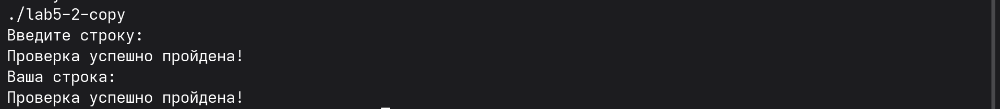 ./lab5-2-copy
Введите строку:
Проверка успешно пройдена!
Ваша строка:
Проверка успешно пройдена!